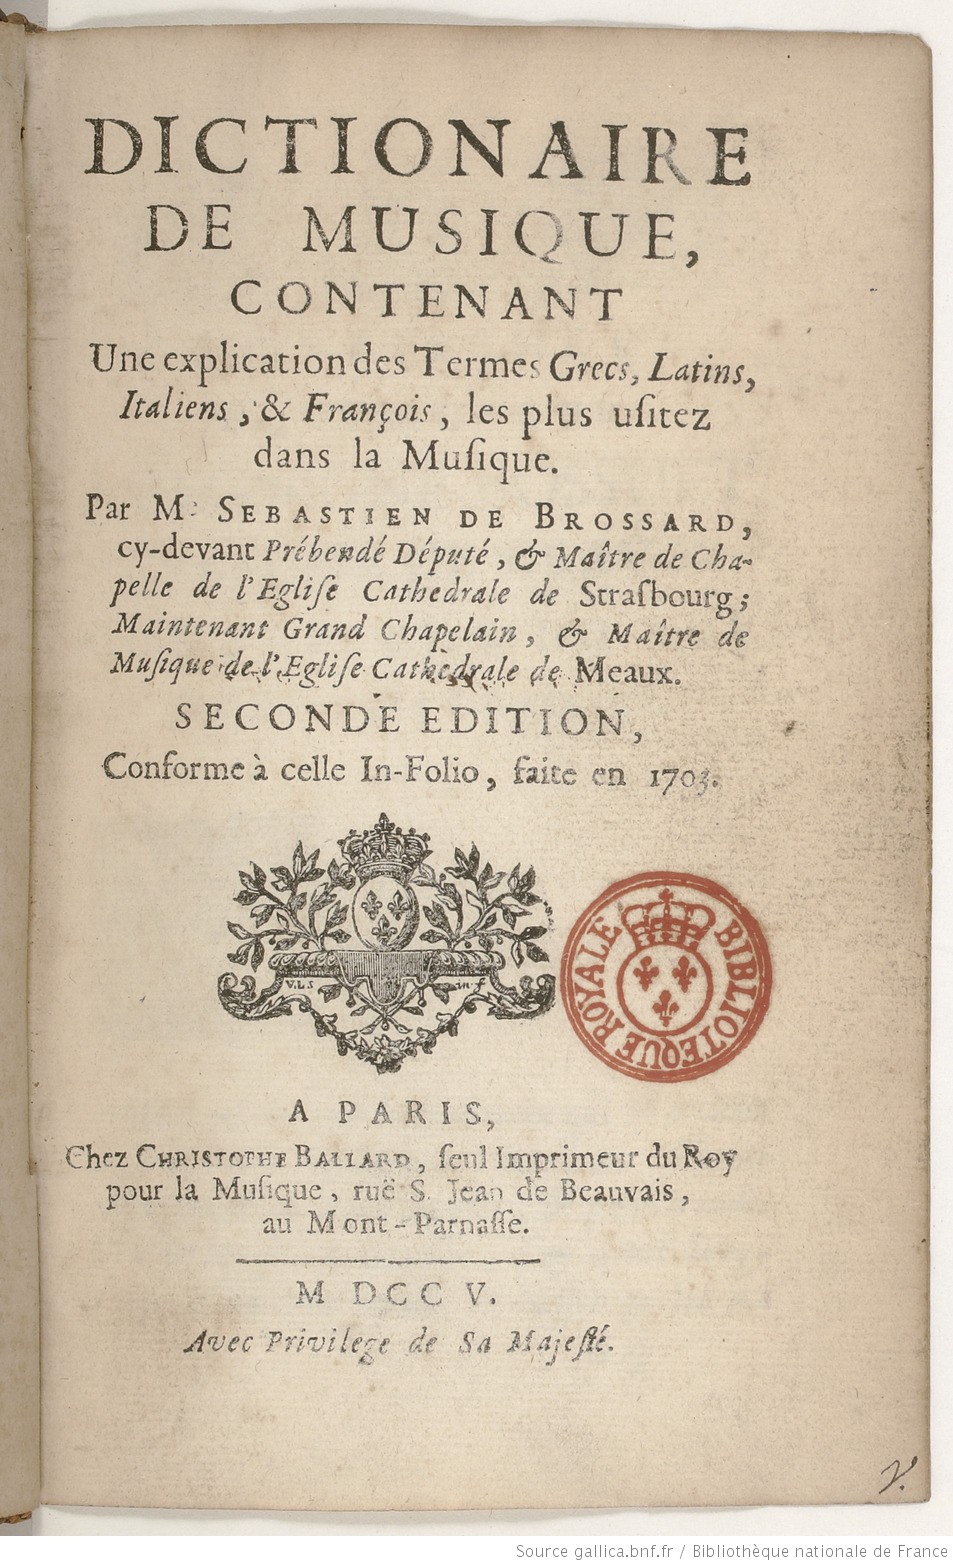 DICTIONAIRE
DE MUSIQUE,
CONTENANT
Une explication des Termes Grecs, Latins,
Italiens, & François, les plus uſitez
dans la Muſique.
Par Mr SEBASTIEN DE BROSSARD,
cy-devant Prébendé Député, & Maître de Cha-
pelle de l'Egliſe Cathedrale de Strasbourg;
Maintenant Grand Chapelain, & Maître de
Muſique de l'Egliſe Cathedrale de Meaux.
SECONDE EDITION,
Conforme à celle In-Folio, faite en 1703.
V.L.S in. f
BIBLIOTEQUE ROYALE
A PARIS,
Chez CHRISTOPHE BALLARD, ſeul Imprimeur du Roy
pour la Muſique, ruë S. Jean de Beauvais,
au Mont-Parnaſſe.
M DCC V.
Avec Privilege de Sa Majeſté.
Source gallica.bnf.fr / Bibliothèque nationale de France